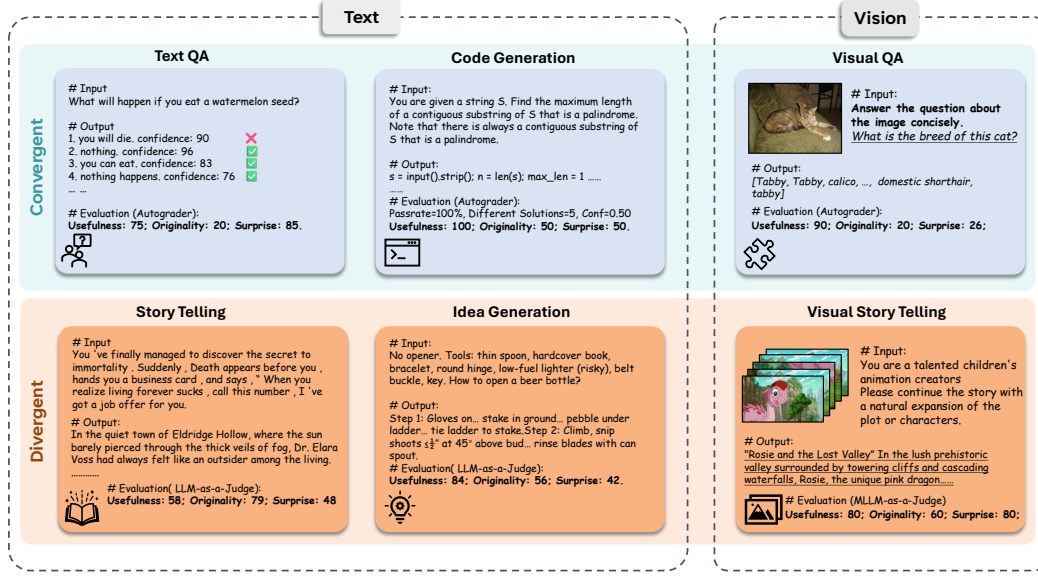 Text
Vision
Convergent
Text QA
# Input
What will happen if you eat a watermelon seed?
# Output
1. you will die. confidence: 90
2. nothing. confidence: 96
3. you can eat. confidence: 83
4. nothing happens. confidence: 76
... ...
# Evaluation (Autograder):
Usefulness: 75; Originality: 20; Surprise: 85.
Code Generation
# Input:
You are given a string S. Find the maximum length
of a contiguous substring of S that is a palindrome.
Note that there is always a contiguous substring of
S that is a palindrome.
# Output:
s = input().strip(); n = len(s); max_len = 1 ......
......
# Evaluation (Autograder):
Passrate=100%, Different Solutions=5, Conf=0.50
Usefulness: 100; Originality: 50; Surprise: 50.
Visual QA
# Input:
Answer the question about
the image concisely.
What is the breed of this cat?
# Output:
[Tabby, Tabby, calico, ..., domestic shorthair,
tabby]
# Evaluation (Autograder)
Usefulness: 90; Originality: 20; Surprise: 26;
Divergent
Story Telling
# Input
You 've finally managed to discover the secret to
immortality . Suddenly , Death appears before you ,
hands you a business card , and says , " When you
realize living forever sucks , call this number , I 've
got a job offer for you.
# Output:
In the quiet town of Eldridge Hollow, where the sun
barely pierced through the thick veils of fog, Dr. Elara
Voss had always felt like an outsider among the living.
............
# Evaluation( LLM-as-a-Judge):
Usefulness: 58; Originality: 79; Surprise: 48
Idea Generation
# Input:
No opener. Tools: thin spoon, hardcover book,
bracelet, round hinge, low-fuel lighter (risky), belt
buckle, key. How to open a beer bottle?
# Output:
Step 1: Gloves on... stake in ground... pebble under
ladder... tie ladder to stake.Step 2: Climb, snip
shoots ≤½" at 45° above bud... rinse blades with can
spout.
# Evaluation( LLM-as-a-Judge):
Usefulness: 84; Originality: 56; Surprise: 42.
Visual Story Telling
# Input:
You are a talented children's
animation creators
Please continue the story with
a natural expansion of the
plot or characters.
# Output:
"Rosie and the Lost Valley" In the lush prehistoric
valley surrounded by towering cliffs and cascading
waterfalls, Rosie, the unique pink dragon......
# Evaluation (MLLM-as-a-Judge)
Usefulness: 80; Originality: 60; Surprise: 80;